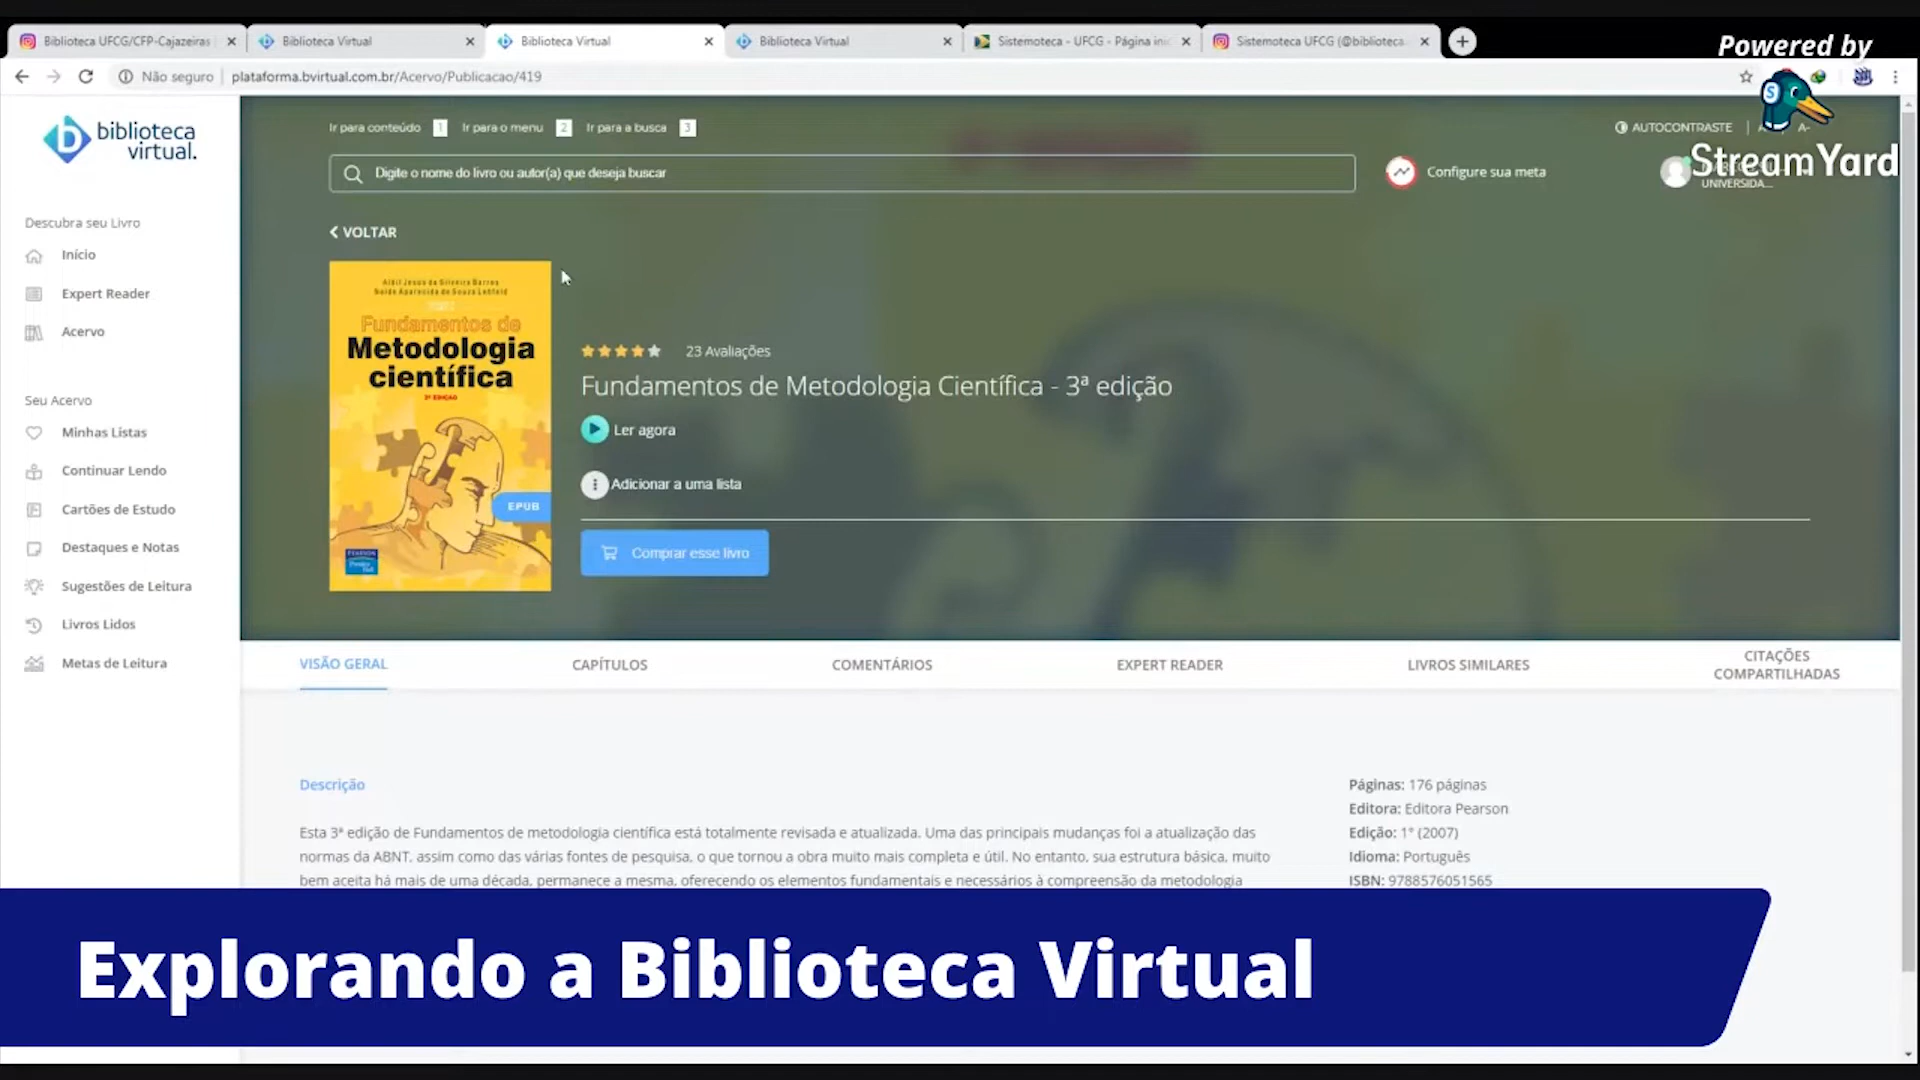 Biblioteca UFCG/CFP-Cajazeiras
Biblioteca Virtual
Biblioteca Virtual
Biblioteca Virtual
Sistemoteca - UFCG - Página ini
Sistemoteca UFCG (@biblioteca.
Powered by
StreamYard
Não seguro
plataforma.bvirtual.com.br/Acervo/Publicacao/419
biblioteca
virtual.
Ir para conteúdo 1 Ir para o menu 2 Ir para a busca 3
AUTOCONTRASTE
A-
Digite o nome do livro ou autor(a) que deseja buscar
Configure sua meta
UNIVERSIDA...
Descubra seu Livro
Início
Expert Reader
Acervo
Seu Acervo
Minhas Listas
Continuar Lendo
Cartões de Estudo
Destaques e Notas
Sugestões de Leitura
Livros Lidos
Metas de Leitura
VOLTAR
Fundamentos de
Metodologia
científica
3ª EDIÇÃO
EPUB
PEARSON
23 Avaliações
Fundamentos de Metodologia Científica - 3ª edição
Ler agora
Adicionar a uma lista
Comprar esse livro
VISÃO GERAL
CAPÍTULOS
COMENTÁRIOS
EXPERT READER
LIVROS SIMILARES
CITAÇÕES
COMPARTILHADAS
Descrição
Esta 3ª edição de Fundamentos de metodologia científica está totalmente revisada e atualizada. Uma das principais mudanças foi a atualização das
normas da ABNT, assim como das várias fontes de pesquisa, o que tornou a obra muito mais completa e útil. No entanto, sua estrutura básica, muito
bem aceita há mais de uma década, permanece a mesma, oferecendo os elementos fundamentais e necessários à compreensão da metodologia
Páginas: 176 páginas
Editora: Editora Pearson
Edição: 1ª (2007)
Idioma: Português
ISBN: 9788576051565
Explorando a Biblioteca Virtual